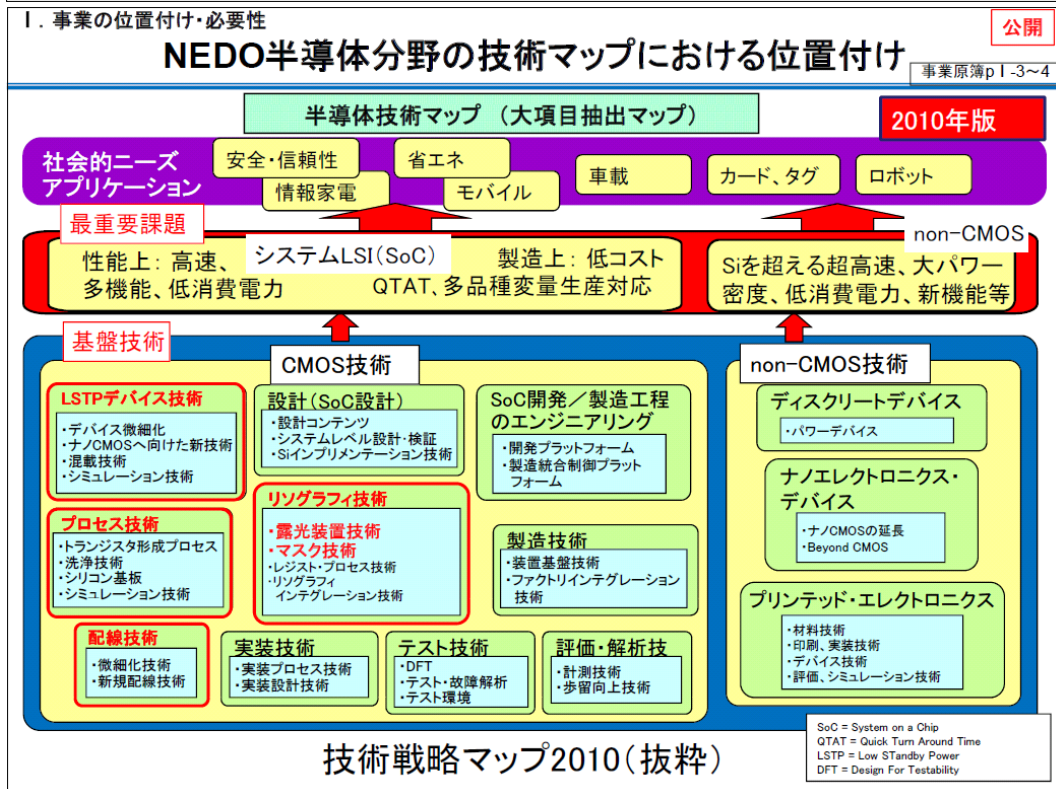 Ⅰ．事業の位置付け・必要性
公開
NEDO半導体分野の技術マップにおける位置付け
事業原簿pⅠ-3～4
半導体技術マップ （大項目抽出マップ）
2010年版
社会的ニーズ
アプリケーション
安全・信頼性
情報家電
省エネ
モバイル
車載
カード、タグ
ロボット
最重要課題
システムLSI（SoC）
性能上：高速、
多機能、低消費電力
製造上：低コスト
QTAT、多品種変量生産対応
non-CMOS
Siを超える超高速、大パワー
密度、低消費電力、新機能等
基盤技術
CMOS技術
LSTPデバイス技術
・デバイス微細化
・ナノCMOSへ向けた新技術
・混載技術
・シミュレーション技術
設計（SoC設計）
・設計コンテンツ
・システムレベル設計・検証
・Siインプリメンテーション技術
SoC開発／製造工程
のエンジニアリング
・開発プラットフォーム
・製造統合制御プラット
フォーム
プロセス技術
・トランジスタ形成プロセス
・洗浄技術
・シリコン基板
・シミュレーション技術
リソグラフィ技術
・露光装置技術
・マスク技術
・レジスト・プロセス技術
・リソグラフィ
インテグレーション技術
製造技術
・装置基盤技術
・ファクトリインテグレーション
技術
配線技術
・微細化技術
・新規配線技術
実装技術
・実装プロセス技術
・実装設計技術
テスト技術
・DFT
・テスト・故障解析
・テスト環境
評価・解析技
・計測技術
・歩留向上技術
non-CMOS技術
ディスクリートデバイス
・パワーデバイス
ナノエレクトロニクス・
デバイス
・ナノCMOSの延長
・Beyond CMOS
プリンテッド・エレクトロニクス
・材料技術
・印刷、実装技術
・デバイス技術
・評価、シミュレーション技術
技術戦略マップ2010（抜粋）
SoC = System on a Chip
QTAT = Quick Turn Around Time
LSTP = Low STandby Power
DFT = Design For Testability